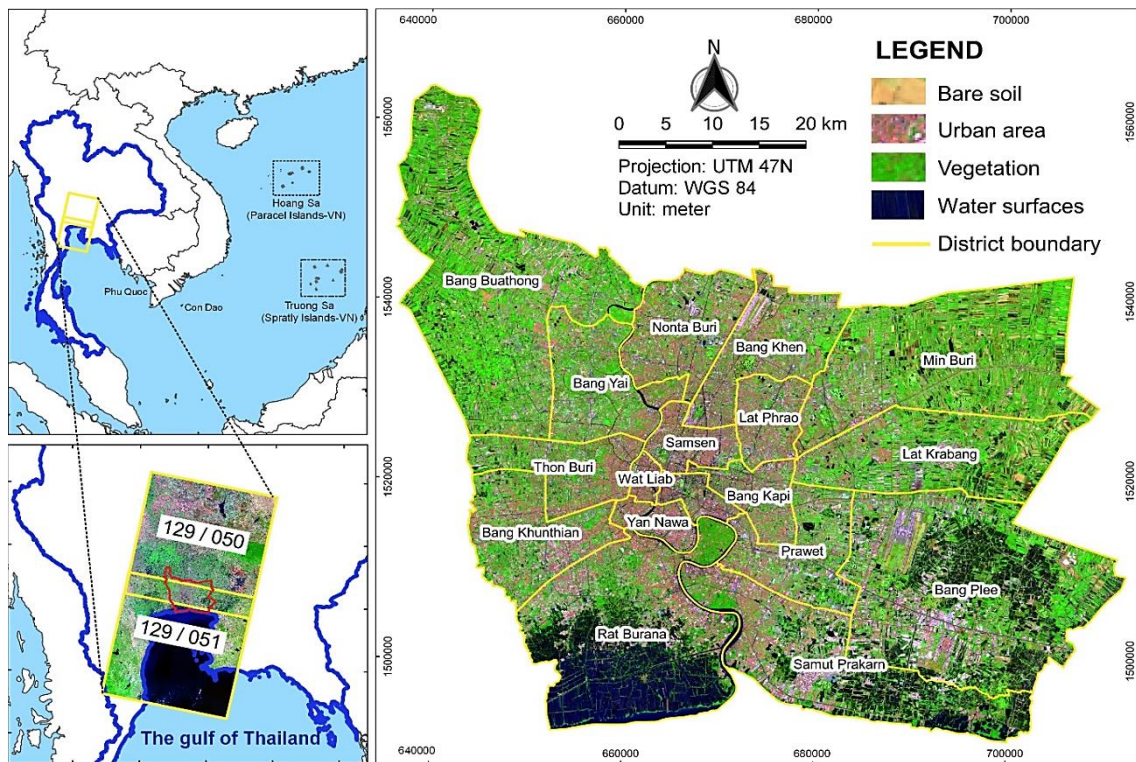 Hoang Sa
(Paracel Islands-VN)
Phu Quoc
Con Dao
Truong Sa
(Spratly Islands-VN)
129 / 050
129 / 051
The gulf of Thailand
640000
660000
680000
700000
1560000
1540000
1520000
1500000
N
0 5 10 15 20 km
Projection: UTM 47N
Datum: WGS 84
Unit: meter
LEGEND
Bare soil
Urban area
Vegetation
Water surfaces
District boundary
Bang Buathong
Nonta Buri
Bang Khen
Min Buri
Bang Yai
Lat Phrao
Samsen
Lat Krabang
Thon Buri
Wat Liab
Bang Kapi
Yan Nawa
Bang Khunthian
Prawet
Bang Plee
Rat Burana
Samut Prakarn
1560000
1540000
1520000
1500000
640000
660000
680000
700000